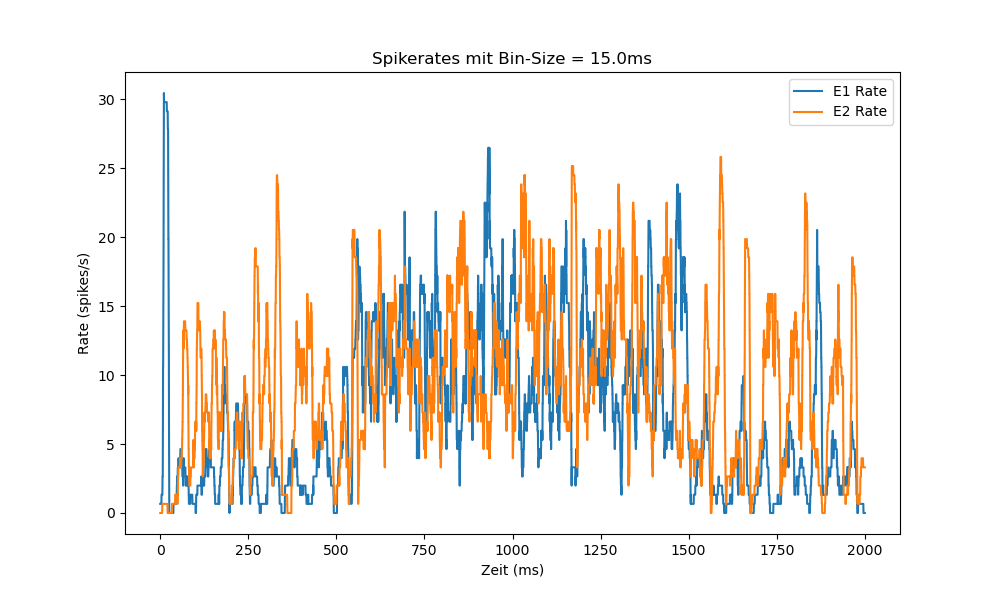 Spikerates mit Bin-Size = 15.0ms
E1 Rate
E2 Rate
Rate (spikes/s)
30
25
20
15
10
5
0
0 250 500 750 1000 1250 1500 1750 2000
Zeit (ms)